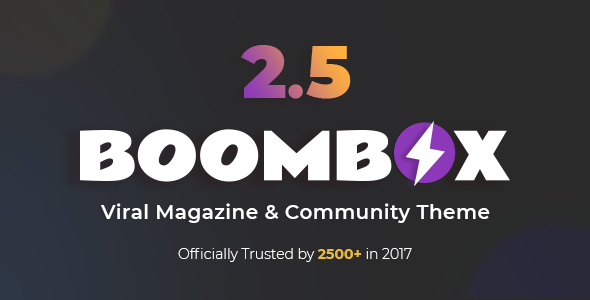 2.5
BOOMBOX
Viral Magazine & Community Theme
Officially Trusted by 2500+ in 2017